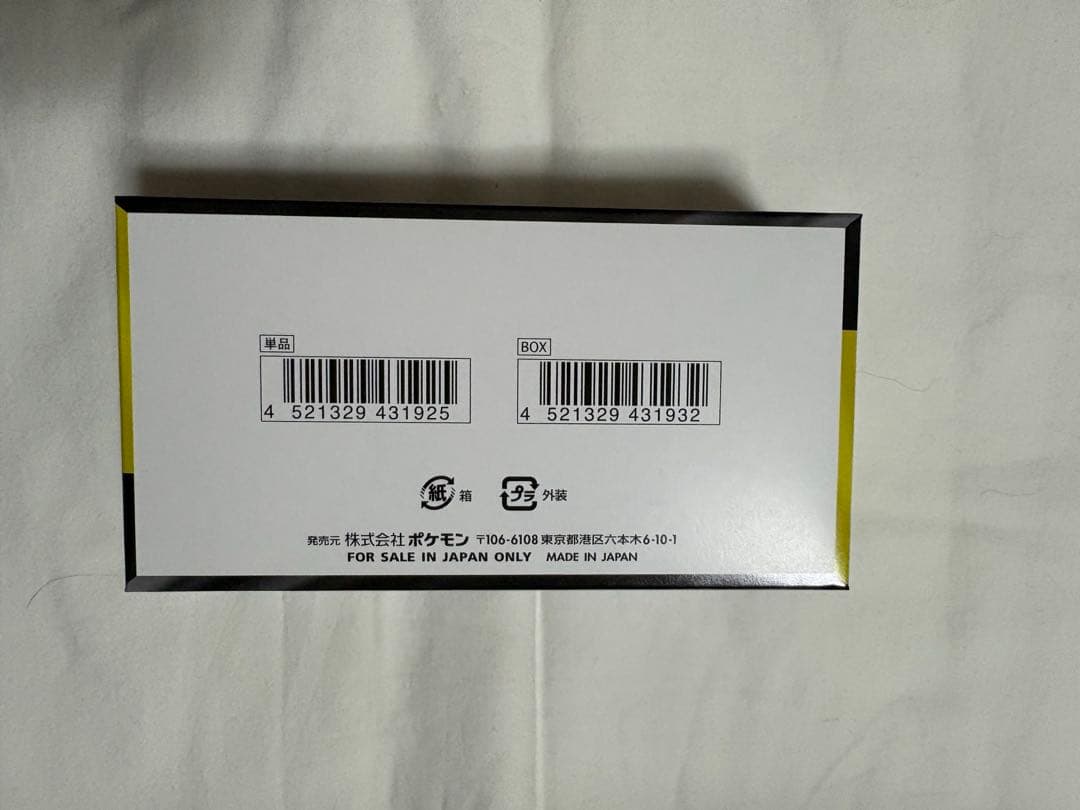 単品
BOX
4 521329 431925
4 521329 431932
紙 箱
プラ 外装
発売元 株式会社 ポケモン 〒106-6108 東京都港区六本木6-10-1
FOR SALE IN JAPAN ONLY MADE IN JAPAN